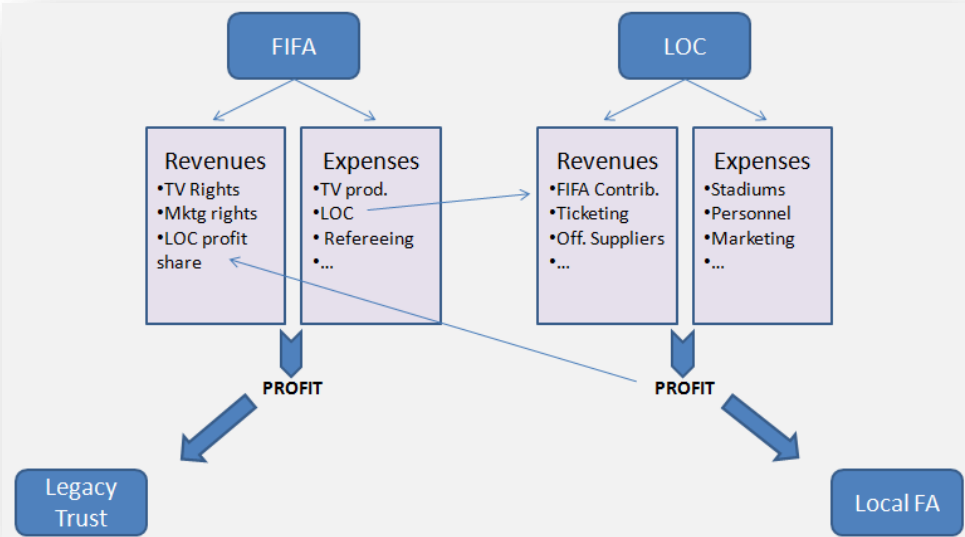 FIFA
LOC
Revenues
•TV Rights
•Mktg rights
•LOC profit
share
Expenses
•TV prod.
•LOC
• Refereeing
•...
Revenues
•FIFA Contrib.
•Ticketing
•Off. Suppliers
•...
Expenses
•Stadiums
•Personnel
•Marketing
•...
PROFIT
PROFIT
Legacy
Trust
Local FA